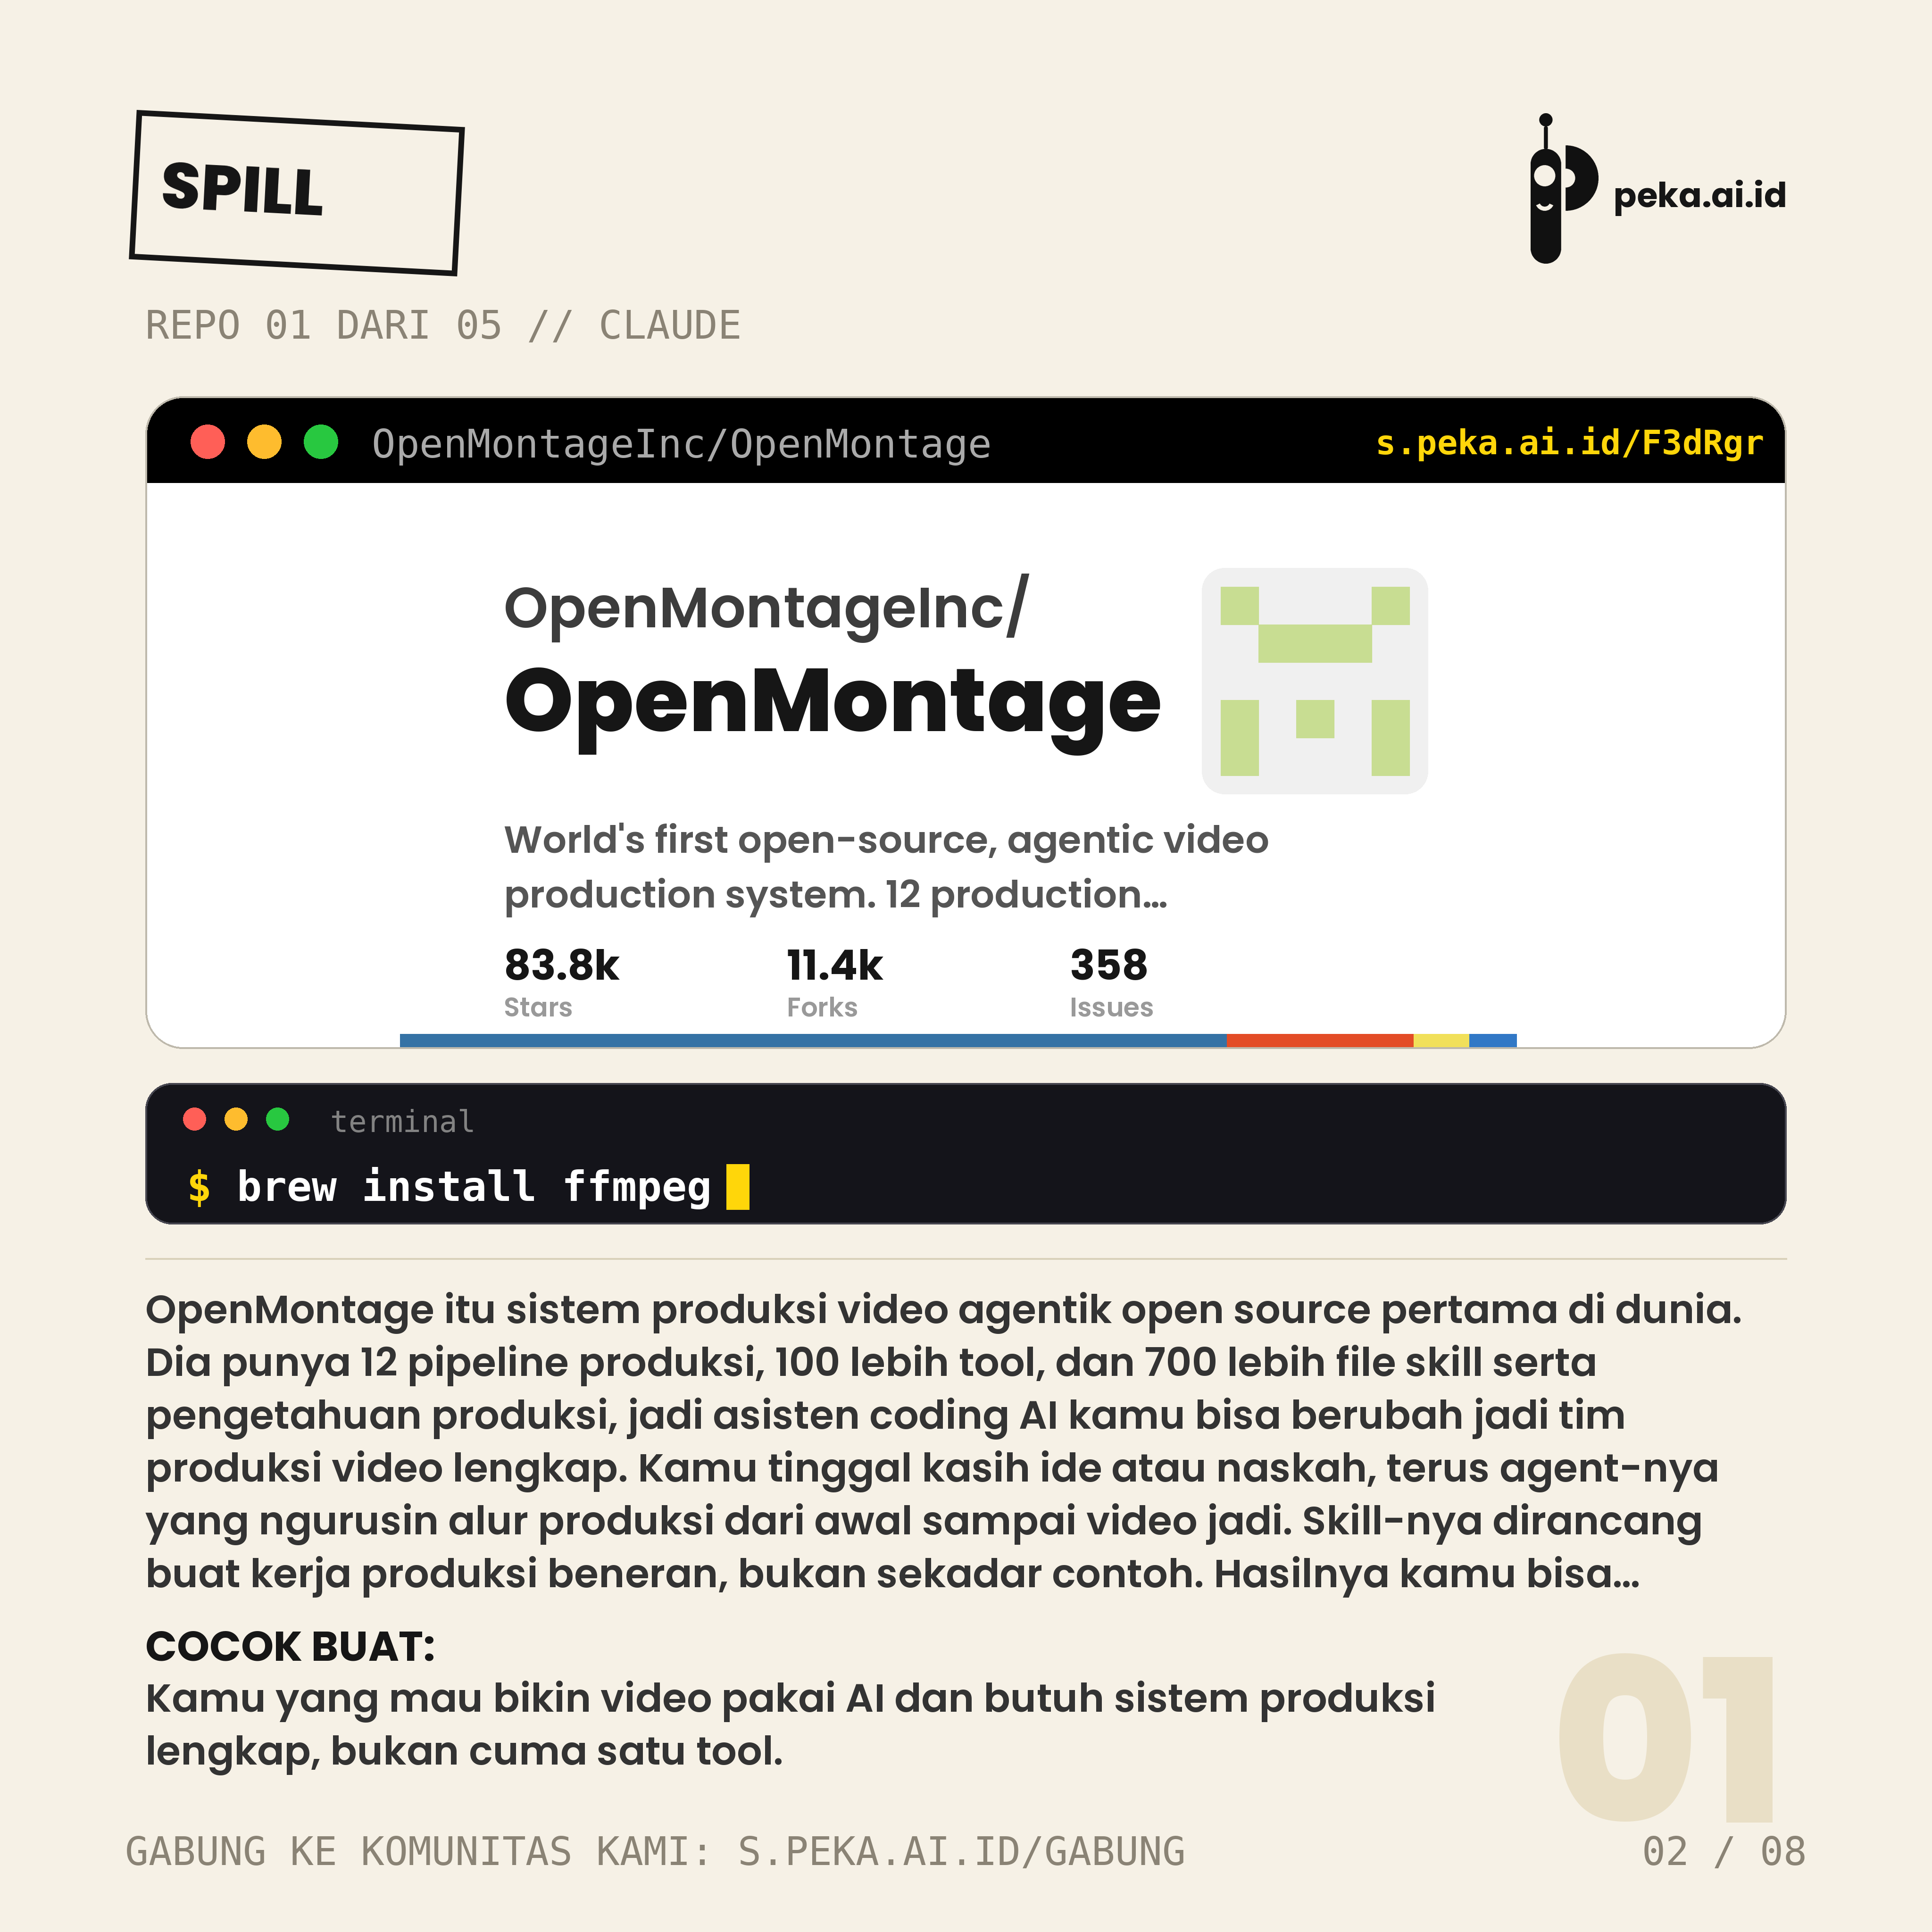 SPILL
peka.ai.id
REPO 01 DARI 05 // CLAUDE
OpenMontageInc/OpenMontage
s.peka.ai.id/F3dRgr
OpenMontageInc/
OpenMontage
World's first open-source, agentic video
production system. 12 production…
83.8k 11.4k 358
Stars Forks Issues
terminal
$ brew install ffmpeg
OpenMontage itu sistem produksi video agentik open source pertama di dunia.
Dia punya 12 pipeline produksi, 100 lebih tool, dan 700 lebih file skill serta
pengetahuan produksi, jadi asisten coding AI kamu bisa berubah jadi tim
produksi video lengkap. Kamu tinggal kasih ide atau naskah, terus agent-nya
yang ngurusin alur produksi dari awal sampai video jadi. Skill-nya dirancang
buat kerja produksi beneran, bukan sekadar contoh. Hasilnya kamu bisa…
COCOK BUAT:
Kamu yang mau bikin video pakai AI dan butuh sistem produksi
lengkap, bukan cuma satu tool.
01
GABUNG KE KOMUNITAS KAMI: S.PEKA.AI.ID/GABUNG
02 / 08